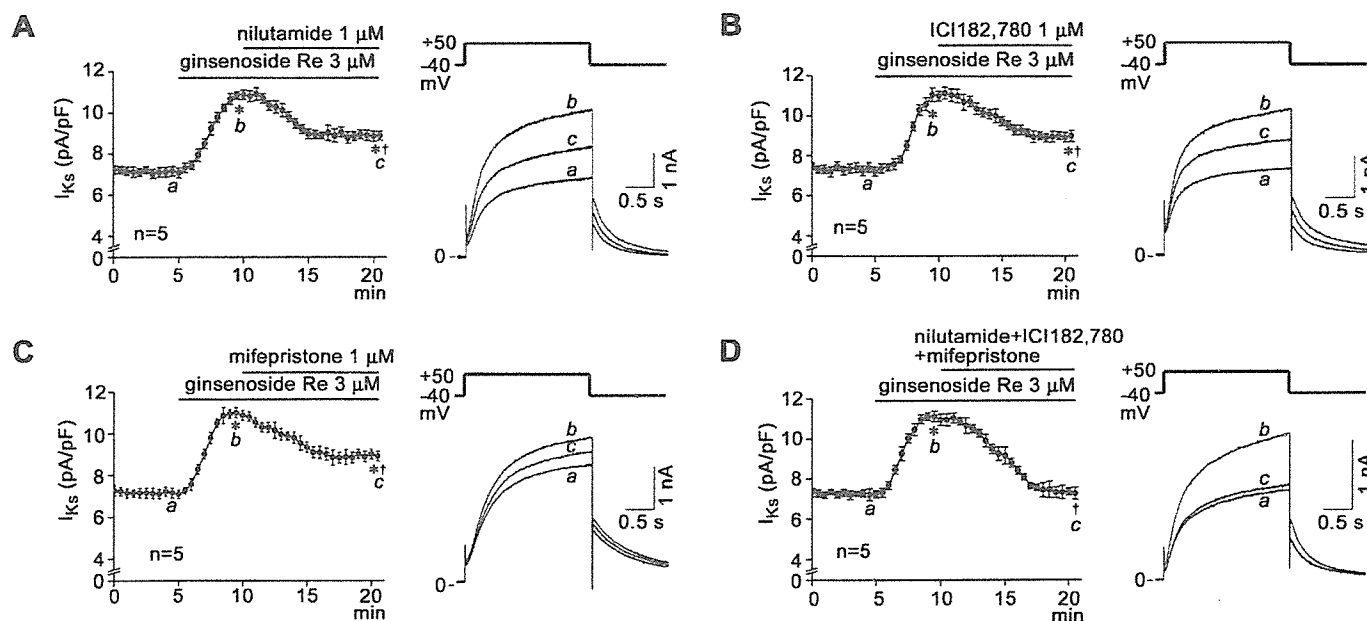 A
nilutamide 1 μM
ginsenoside Re 3 μM
12
10
8
6
4
0
I_Ks (pA/pF)
a
*
b
*†
c
n=5
0 5 10 15 20
min
+50
-40
mV
b
c
a
0.5 s
1 nA
0
B
ICI182,780 1 μM
ginsenoside Re 3 μM
12
10
8
6
4
0
I_Ks (pA/pF)
a
*
b
*†
c
n=5
0 5 10 15 20
min
+50
-40
mV
b
c
a
0.5 s
1 nA
0
C
mifepristone 1 μM
ginsenoside Re 3 μM
12
10
8
6
4
0
I_Ks (pA/pF)
a
*
b
*†
c
n=5
0 5 10 15 20
min
+50
-40
mV
b
c
a
0.5 s
1 nA
0
D
nilutamide+ICI182,780
+mifepristone
ginsenoside Re 3 μM
12
10
8
6
4
0
I_Ks (pA/pF)
a
*
b
†
c
n=5
0 5 10 15 20
min
+50
-40
mV
b
c
a
0.5 s
1 nA
0